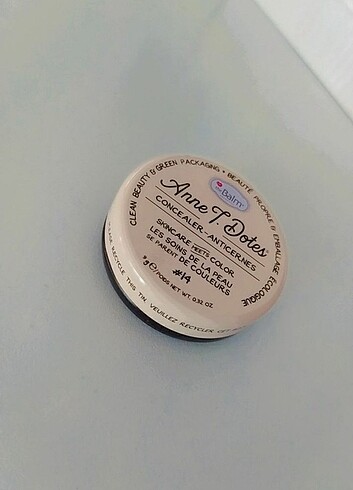 CLEAN BEAUTY & GREEN PACKAGING • BEAUTÉ PROPRE & EMBALLAGE ÉCOLOGIQUE
theBalm
Anne T. Dotes®
CONCEALER-ANTICERNES
SKINCARE MEETS COLOR
LES SOINS DE LA PEAU
SE PARENT DE COULEURS
9 g e/POIDS NET WT. 0.32 OZ
#14
RECYCLE THIS TIN VEUILLEZ RECYCLER CET